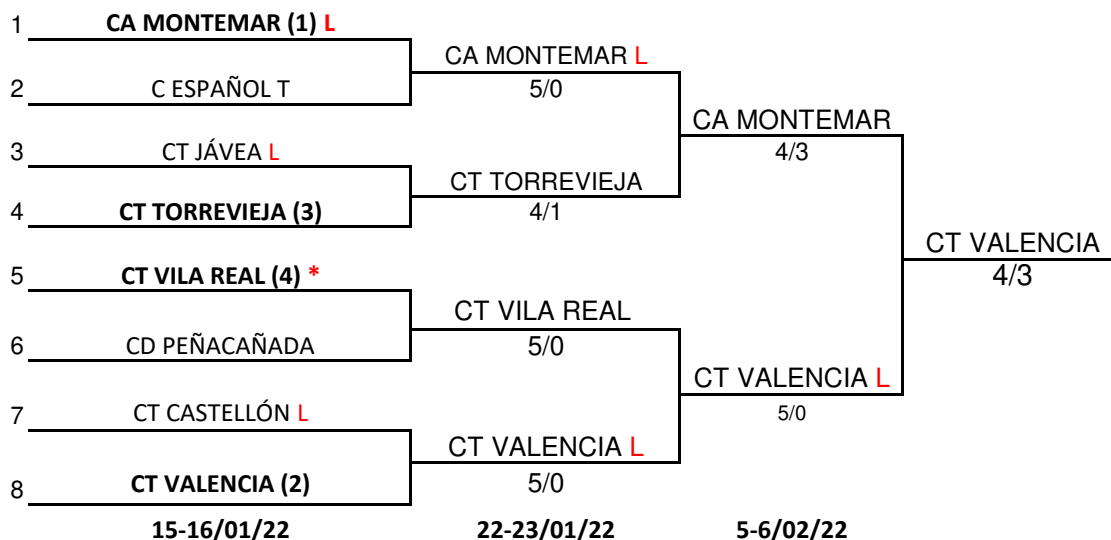 1 CA MONTEMAR (1) L
CA MONTEMAR L
2 C ESPAÑOL T
5/0
CA MONTEMAR
4/3
3 CT JÁVEA L
CT TORREVIEJA
4 CT TORREVIEJA (3)
4/1
CT VALENCIA
4/3
5 CT VILA REAL (4) *
CT VILA REAL
6 CD PEÑACAÑADA
5/0
CT VALENCIA L
5/0
7 CT CASTELLÓN L
CT VALENCIA L
8 CT VALENCIA (2)
5/0
15-16/01/22 22-23/01/22 5-6/02/22